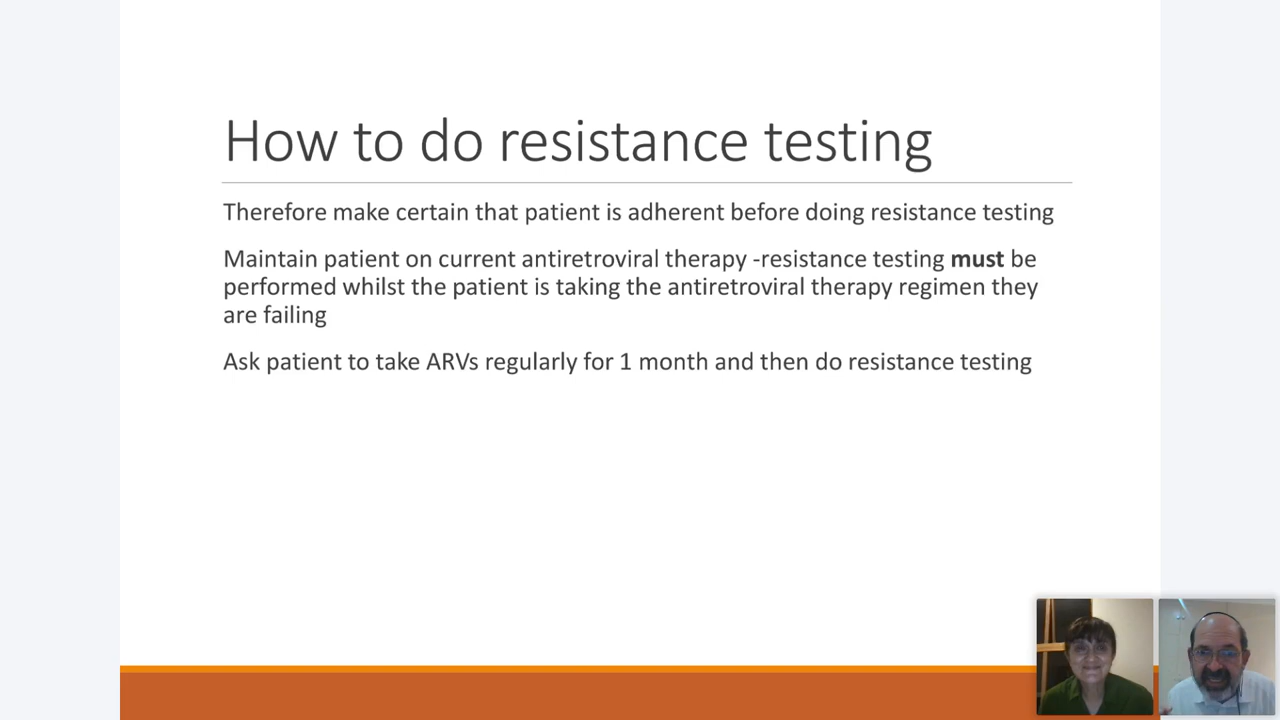 How to do resistance testing
Therefore make certain that patient is adherent before doing resistance testing
Maintain patient on current antiretroviral therapy -resistance testing must be
performed whilst the patient is taking the antiretroviral therapy regimen they
are failing
Ask patient to take ARVs regularly for 1 month and then do resistance testing